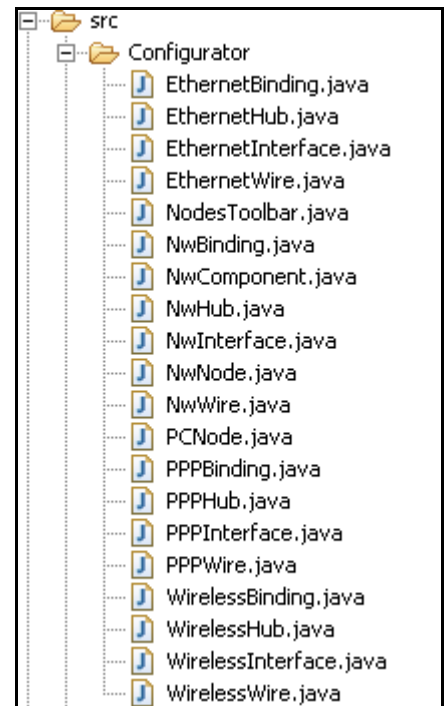 src
Configurator
J EthernetBinding.java
J EthernetHub.java
J EthernetInterface.java
J EthernetWire.java
J NodesToolbar.java
J NwBinding.java
J NwComponent.java
J NwHub.java
J NwInterface.java
J NwNode.java
J NwWire.java
J PCNode.java
J PPPBinding.java
J PPPHub.java
J PPPInterface.java
J PPPWire.java
J WirelessBinding.java
J WirelessHub.java
J WirelessInterface.java
J WirelessWire.java